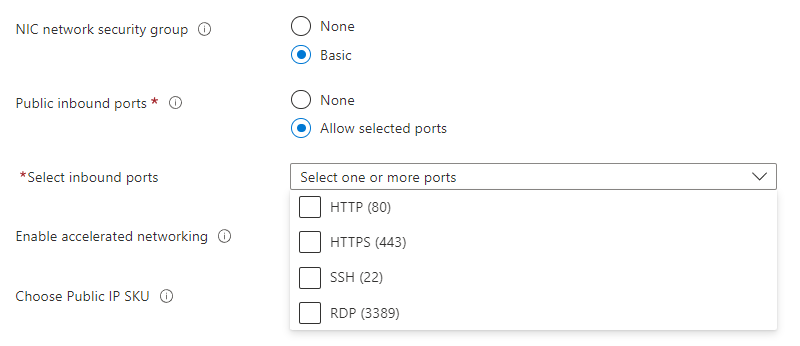 NIC network security group
None
Basic
Public inbound ports *
None
Allow selected ports
*Select inbound ports
Select one or more ports
HTTP (80)
HTTPS (443)
SSH (22)
RDP (3389)
Enable accelerated networking
Choose Public IP SKU